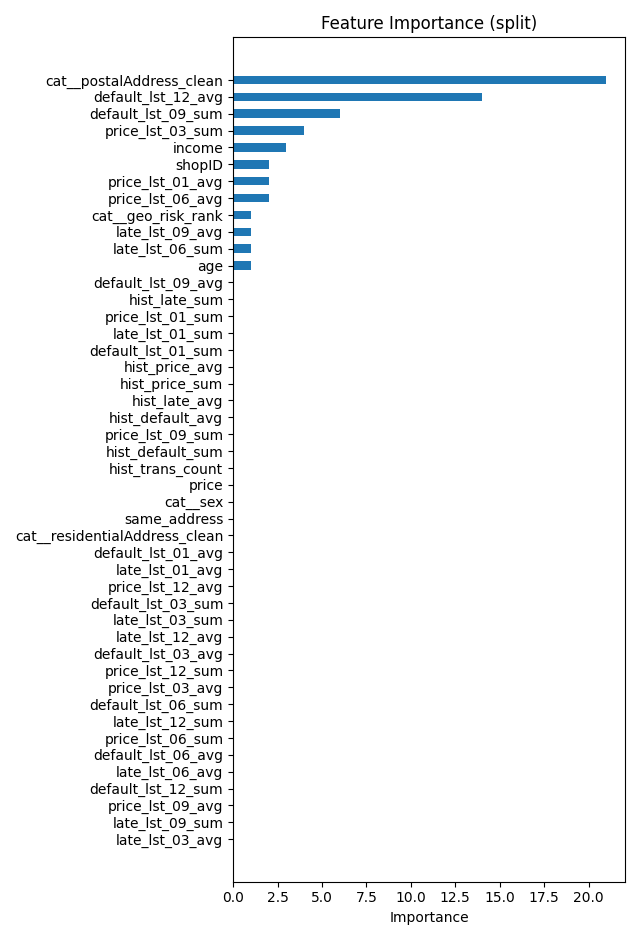 Feature Importance (split)
cat__postalAddress_clean
default_lst_12_avg
default_lst_09_sum
price_lst_03_sum
income
shopID
price_lst_01_avg
price_lst_06_avg
cat__geo_risk_rank
late_lst_09_avg
late_lst_06_sum
age
default_lst_09_avg
hist_late_sum
price_lst_01_sum
late_lst_01_sum
default_lst_01_sum
hist_price_avg
hist_price_sum
hist_late_avg
hist_default_avg
price_lst_09_sum
hist_default_sum
hist_trans_count
price
cat__sex
same_address
cat__residentialAddress_clean
default_lst_01_avg
late_lst_01_avg
price_lst_12_avg
default_lst_03_sum
late_lst_03_sum
late_lst_12_avg
default_lst_03_avg
price_lst_12_sum
price_lst_03_avg
default_lst_06_sum
late_lst_12_sum
price_lst_06_sum
default_lst_06_avg
late_lst_06_avg
default_lst_12_sum
price_lst_09_avg
late_lst_09_sum
late_lst_03_avg
0.0 2.5 5.0 7.5 10.0 12.5 15.0 17.5 20.0
Importance